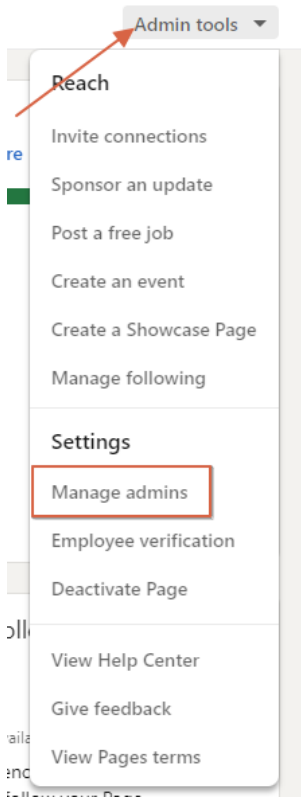 Admin tools
Reach
Invite connections
re
Sponsor an update
Post a free job
Create an event
Create a Showcase Page
Manage following
Settings
Manage admins
Employee verification
Deactivate Page
View Help Center
Give feedback
View Pages terms